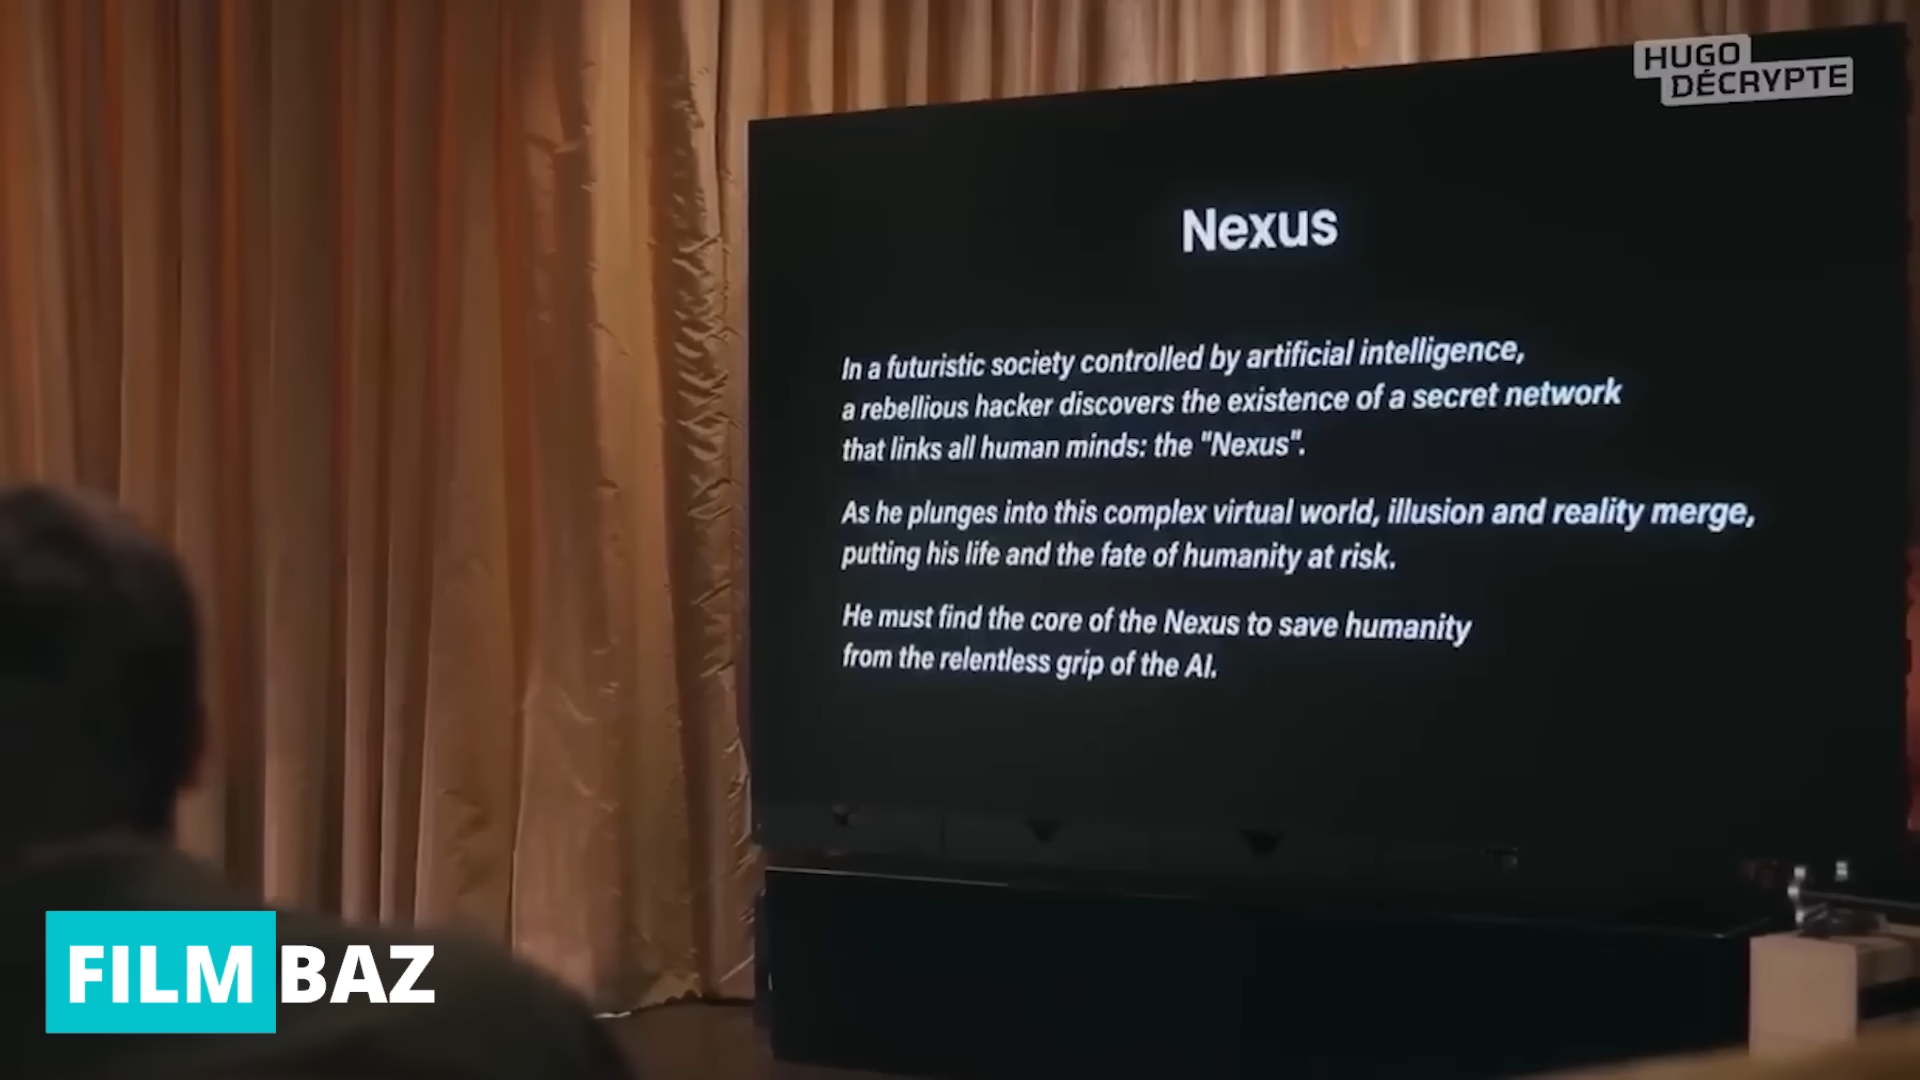 HUGO
DÉCRYPTE
Nexus
In a futuristic society controlled by artificial intelligence,
a rebellious hacker discovers the existence of a secret network
that links all human minds: the "Nexus".
As he plunges into this complex virtual world, illusion and reality merge,
putting his life and the fate of humanity at risk.
He must find the core of the Nexus to save humanity
from the relentless grip of the AI.
FILM BAZ